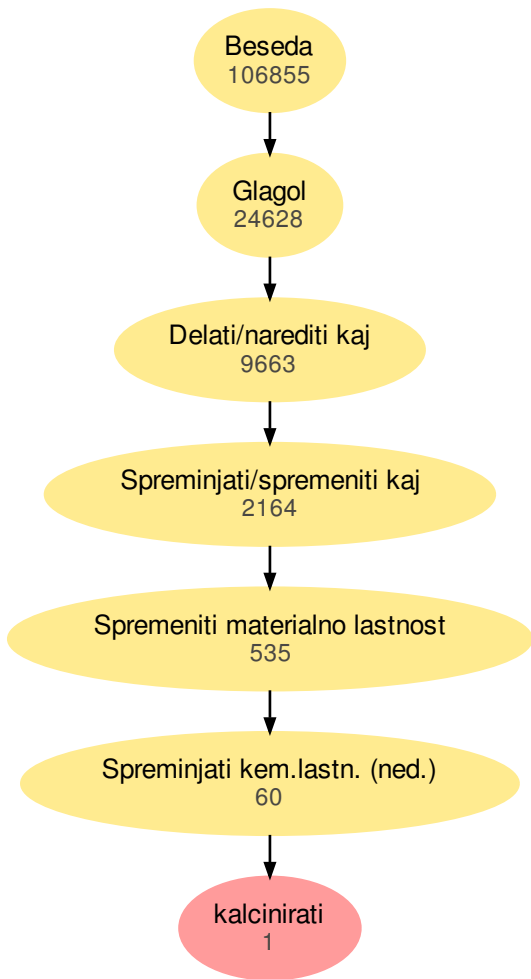 Beseda
106855
Glagol
24628
Delati/narediti kaj
9663
Spreminjati/spremeniti kaj
2164
Spremeniti materialno lastnost
535
Spreminjati kem.lastn. (ned.)
60
kalcinirati
1